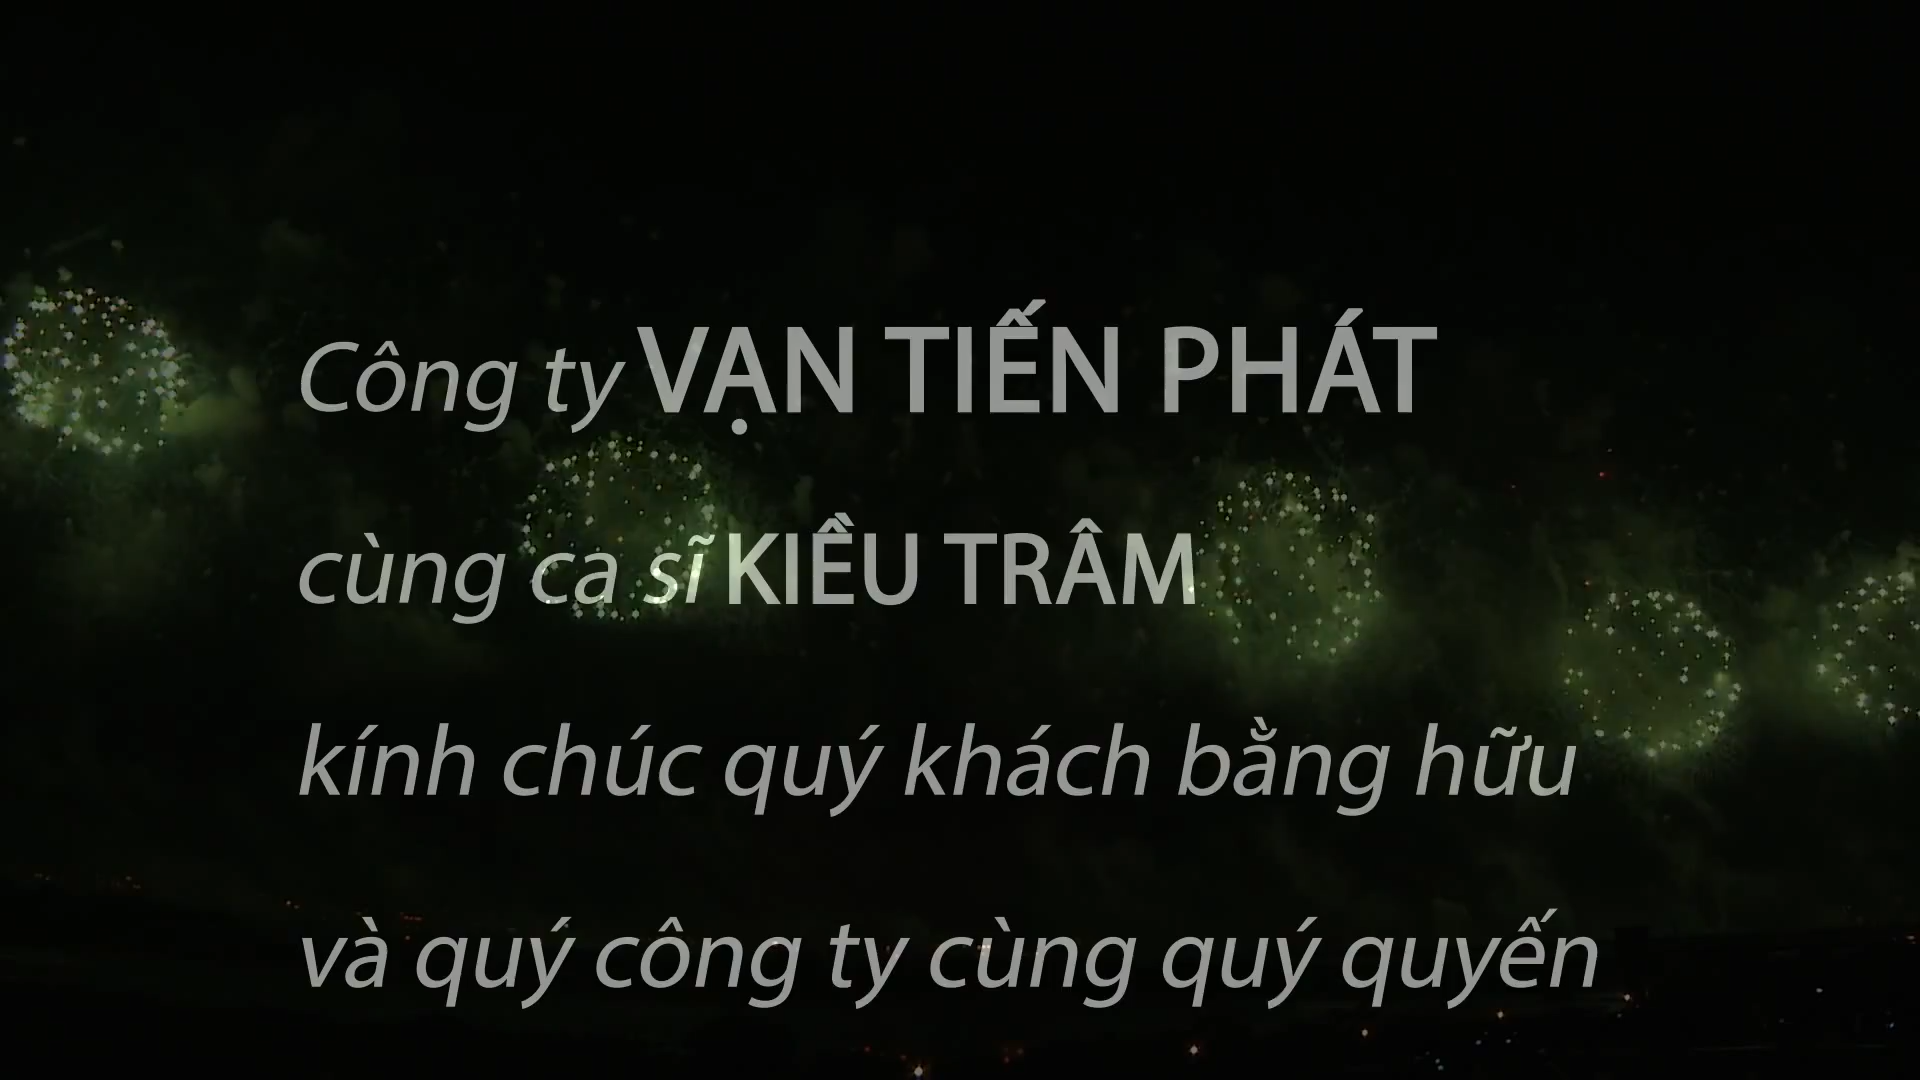 Công ty VẠN TIẾN PHÁT
cùng ca sĩ KIỀU TRÂM
kính chúc quý khách bằng hữu
và quý công ty cùng quý quyến